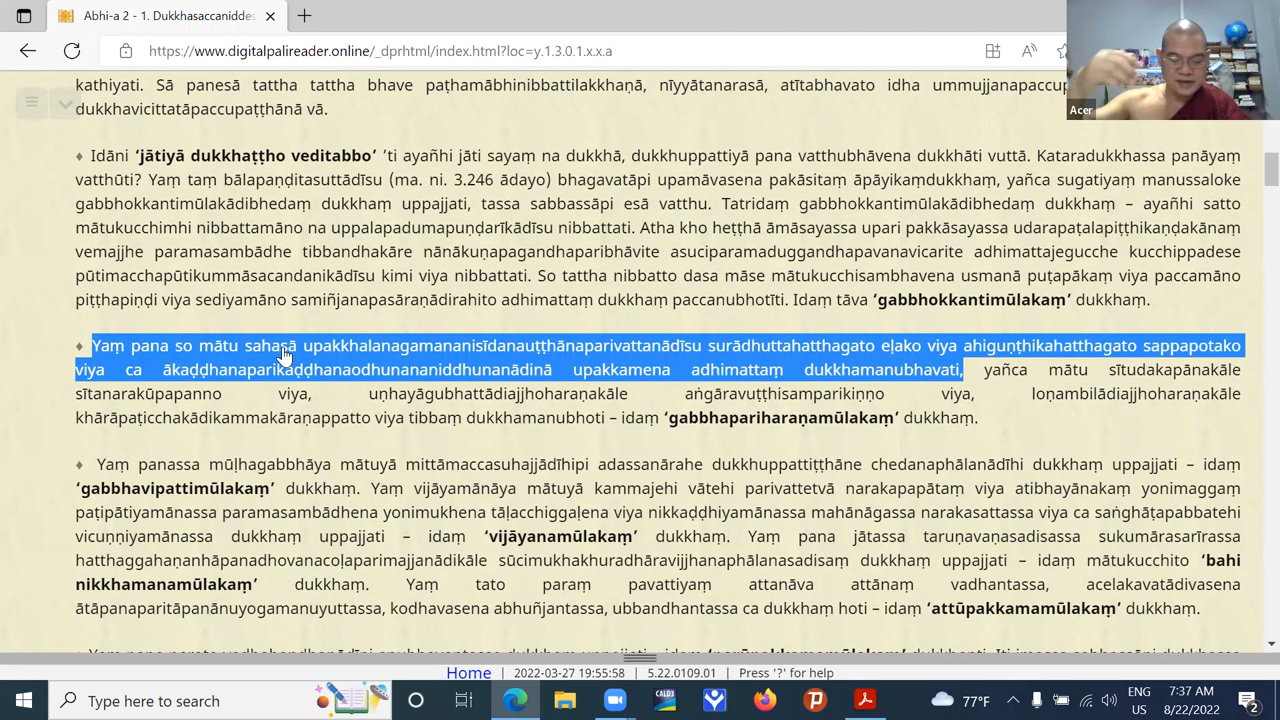 Abhi-a 2 - 1. Dukkhasaccanides
https://www.digitalpalireader.online/_dprhtml/index.html?loc=y.1.3.0.1.x.x.a
Acer
kathiyati. Sā panesā tattha tattha bhave paṭhamābhinibbattilakkhaṇā, nīyyātanarasā, atītabhavato idha ummujjanapaccup
dukkhavicittatāpaccupaṭṭhānā vā.
♦ Idāni ‘jātiyā dukkhaṭṭho veditabbo’ ’ti ayañhi jāti sayaṃ na dukkhā, dukkhuppattiyā pana vatthubhāvena dukkhāti vuttā. Kataradukkhassa panāyaṃ
vatthūti? Yaṃ taṃ bālapaṇḍitasuttādīsu (ma. ni. 3.246 ādayo) bhagavatāpi upamāvasena pakāsitaṃ āpāyikaṃdukkhaṃ, yañca sugatiyaṃ manussaloke
gabbhokkantimūlakādibhedaṃ dukkhaṃ uppajjati, tassa sabbassāpi esā vatthu. Tatridaṃ gabbhokkantimūlakādibhedaṃ dukkhaṃ – ayañhi satto
mātukucchimhi nibbattamāno na uppalapadumapuṇḍarīkādīsu nibbattati. Atha kho heṭṭhā āmāsayassa upari pakkāsayassa udarapaṭalapiṭṭhikaṇḍakānaṃ
vemajjhe paramasambādhe tibbandhakāre nānākuṇapagandhaparibhāvite asuciparamaduggandhapavanavicarite adhimattajegucche kucchippadese
pūtimacchapūtikummāsacandanikādīsu kimi viya nibbattati. So tattha nibbatto dasa māse mātukucchisambhavena usmanā puṭapākaṃ viya paccamāno
piṭṭhapiṇḍi viya sediyamāno samiñjanapasāraṇādirahito adhimattaṃ dukkhaṃ paccanubhotīti. Idaṃ tāva ‘gabbhokkantimūlakaṃ’ dukkhaṃ.
♦ Yaṃ pana so mātu sahasā upakkhalanagamananisīdanauṭṭhānaparivattanādīsu surādhuttahatthagato eḷako viya ahiguṇṭhikahatthagato sappapotako
viya ca ākaḍḍhanaparikaḍḍhanaodhunananiddhunanādinā upakkamena adhimattaṃ dukkhamanubhavati, yañca mātu sītudakapānakāle
sītanarakūpapanno viya, uṇhayāgubhattādiajjhoharaṇakāle aṅgāravuṭṭhisamparikiṇṇo viya, loṇambilādiajjhoharaṇakāle
khārāpaṭicchakādikammakāraṇappatto viya tibbaṃ dukkhamanubhoti – idaṃ ‘gabbhapariharaṇamūlakaṃ’ dukkhaṃ.
♦ Yaṃ panassa mūḷhagabbhāya mātuyā mittāmaccasuhajjādīhipi adassanārahe dukkhuppattiṭṭhāne chedanaphālanādīhi dukkhaṃ uppajjati – idaṃ
‘gabbhavipattimūlakaṃ’ dukkhaṃ. Yaṃ vijāyamānāya mātuyā kammajehi vātehi parivattetvā narakapapātaṃ viya atibhayānakaṃ yonimaggaṃ
paṭipātiyamānassa paramasambādhena yonimukhena tāḷacchiggaḷena viya nikkaḍḍhiyamānassa mahānāgassa narakasattassa viya ca saṅghāṭapabbatehi
vicuṇṇiyamānassa dukkhaṃ uppajjati – idaṃ ‘vijāyanamūlakaṃ’ dukkhaṃ. Yaṃ pana jātassa taruṇavaṇasadisassa sukumārasarīrassa
hatthaggahaṇanhāpanadhovanacoḷaparimajjanādikāle sūcimukhakhuradhāravijjhanaphālanasadisaṃ dukkhaṃ uppajjati – idaṃ mātukucchito ‘bahi
nikkhamanamūlakaṃ’ dukkhaṃ. Yaṃ tato paraṃ pavattiyaṃ attanāva attānaṃ vadhantassa, acelakavatādivasena
ātāpanaparitāpanānuyogamanuyuttassa, kodhavasena abhuñjantassa, ubbandhantassa ca dukkhaṃ hoti – idaṃ ‘attūpakkamamūlakaṃ’ dukkhaṃ.
Home | 2022-03-27 19:55:58 | 5.22.0109.01 | Press '?' for help
Type here to search
77°F
ENG
US
7:37 AM
8/22/2022
2